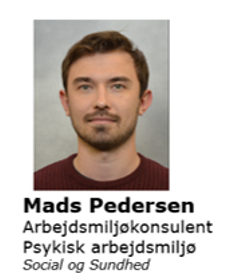 Mads Pedersen
Arbejdsmiljøkonsulent
Psykisk arbejdsmiljø
Social og Sundhed